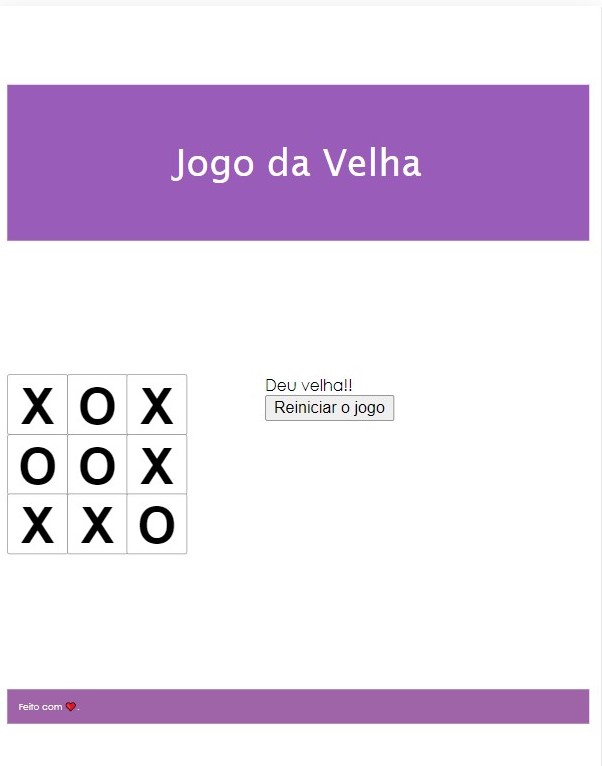 Jogo da Velha
X O X
O O X
X X O
Deu velha!!
Reiniciar o jogo
Feito com ❤.